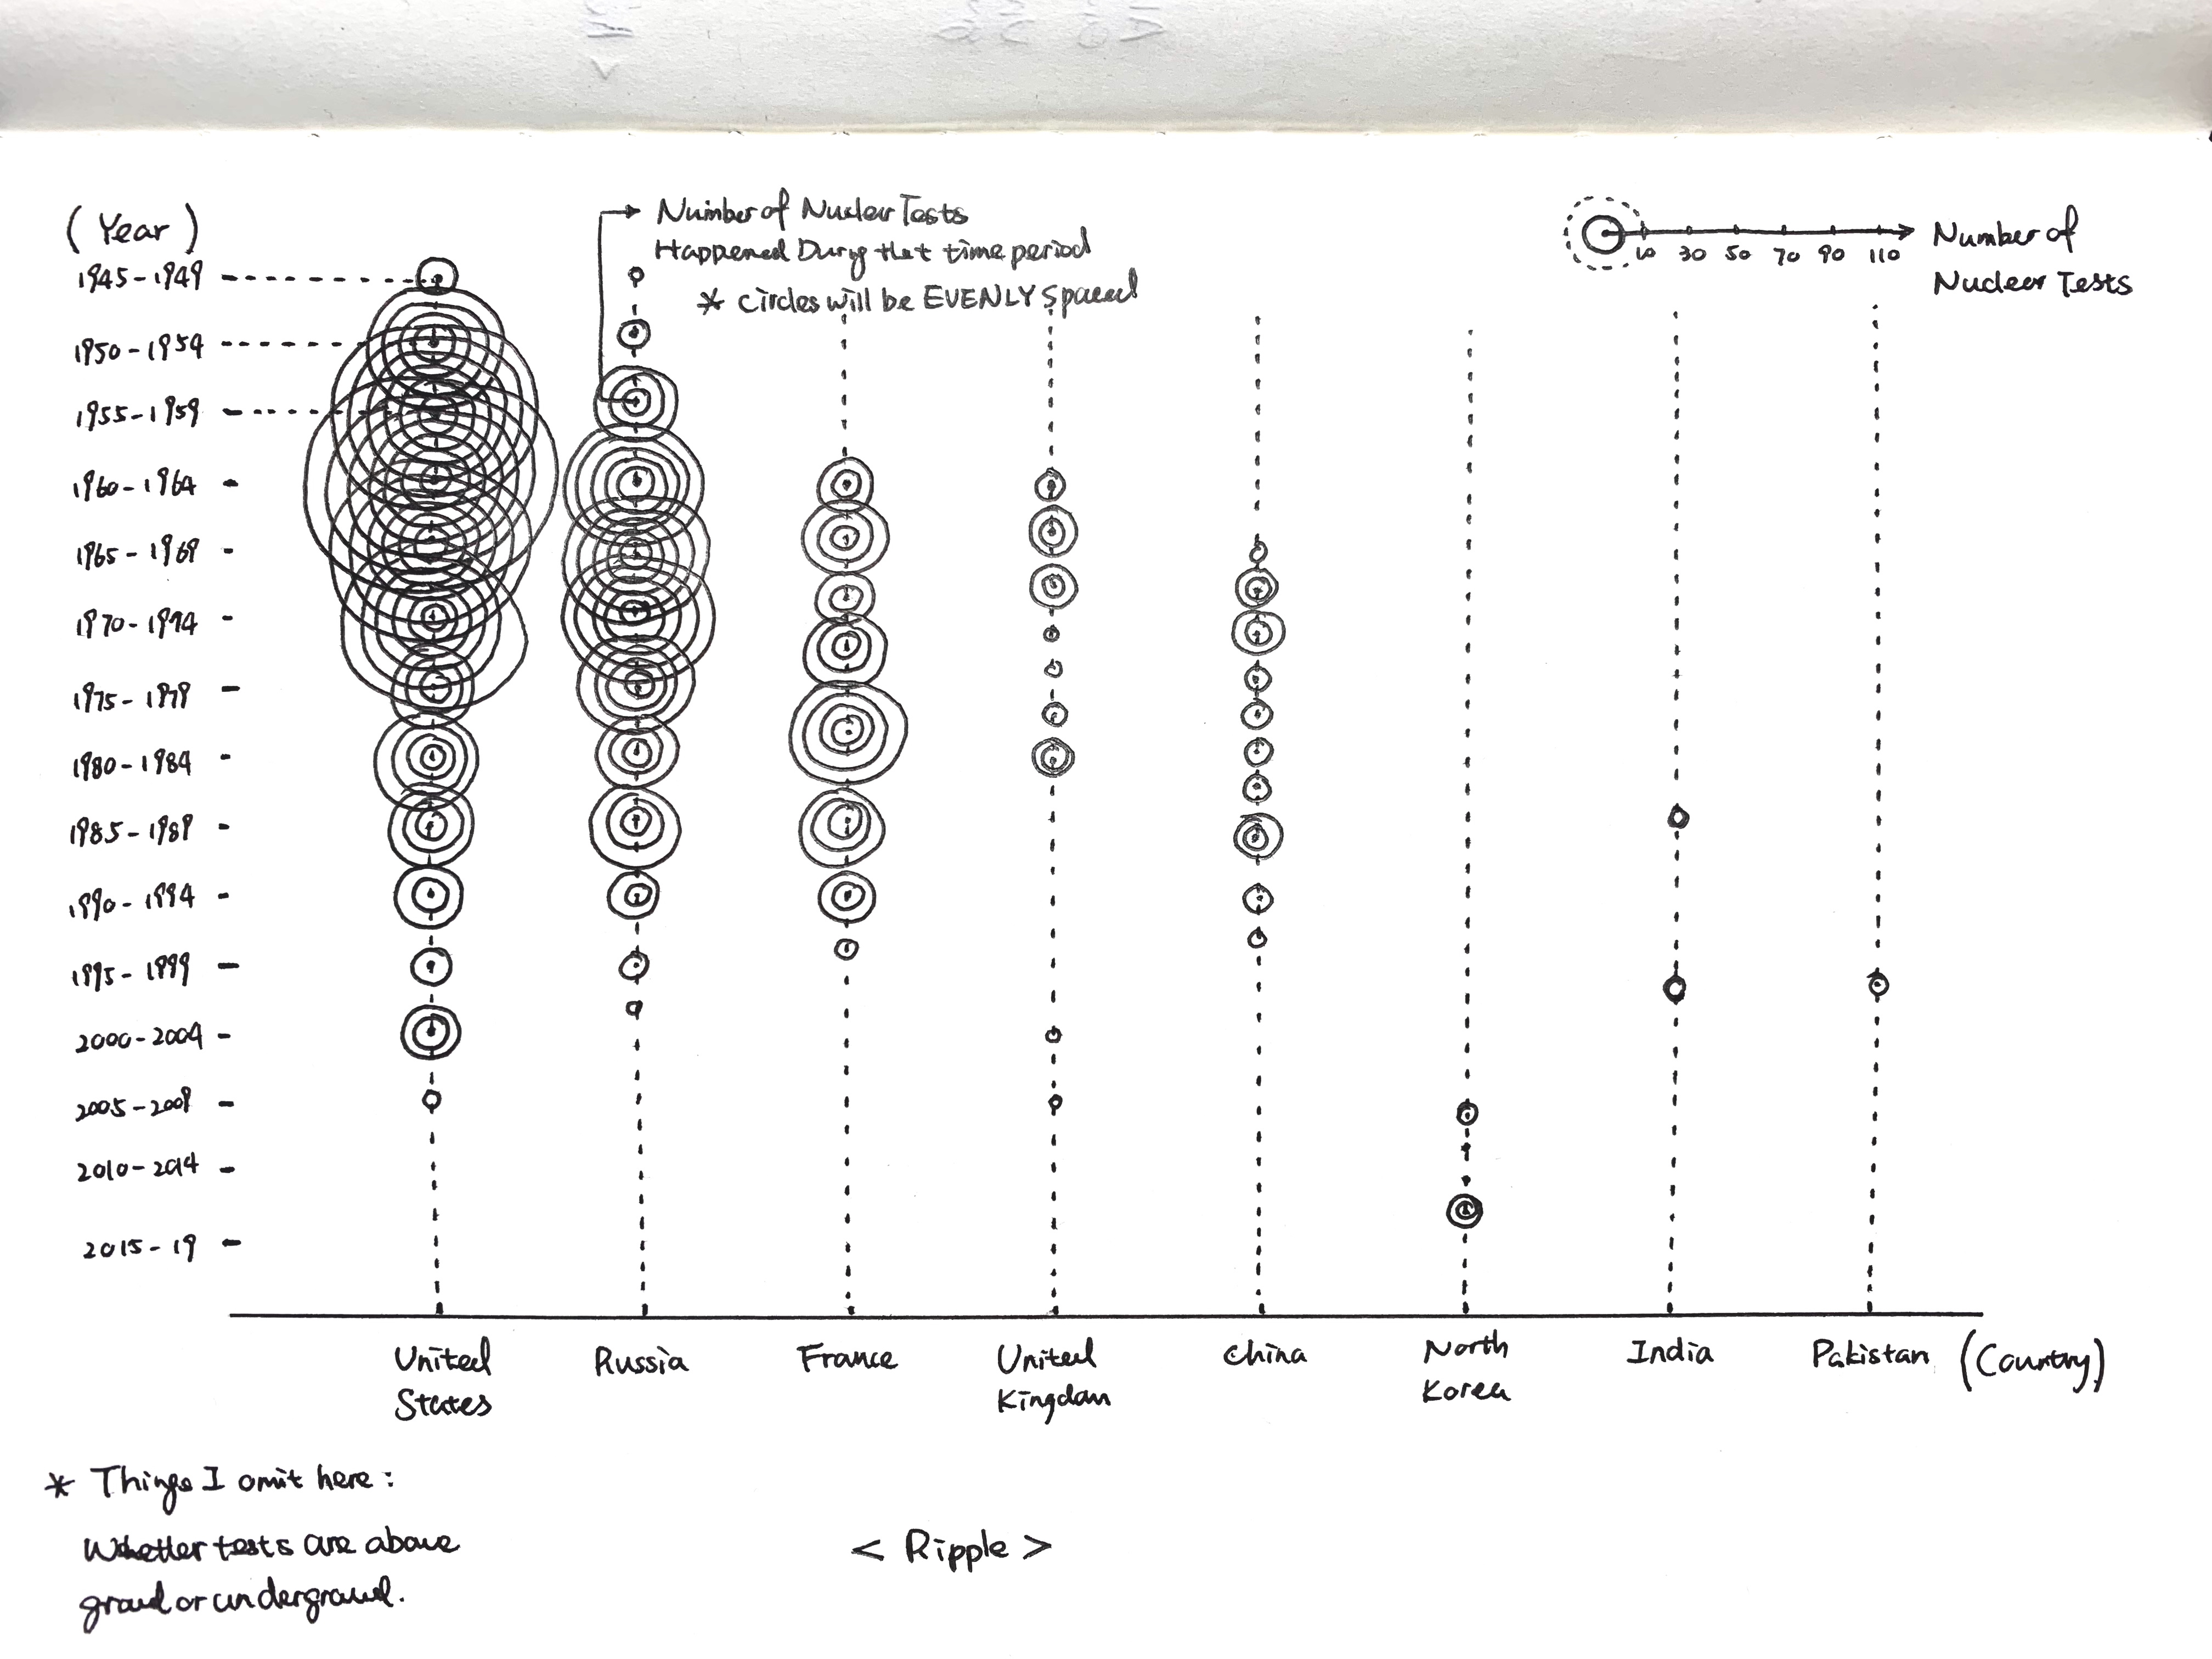 (Year)
Number of Nuclear Tests
Happened During that time period
* circles will be EVENLY spaced
10 30 50 70 90 110
Number of
Nuclear Tests
1945-1949
1950-1954
1955-1959
1960-1964
1965-1969
1970-1974
1975-1979
1980-1984
1985-1989
1990-1994
1995-1999
2000-2004
2005-2009
2010-2014
2015-19
United
States
Russia
France
United
Kingdom
China
North
Korea
India
Pakistan
(Country)
* Things I omit here:
Whether tests are above
ground or underground.
< Ripple >